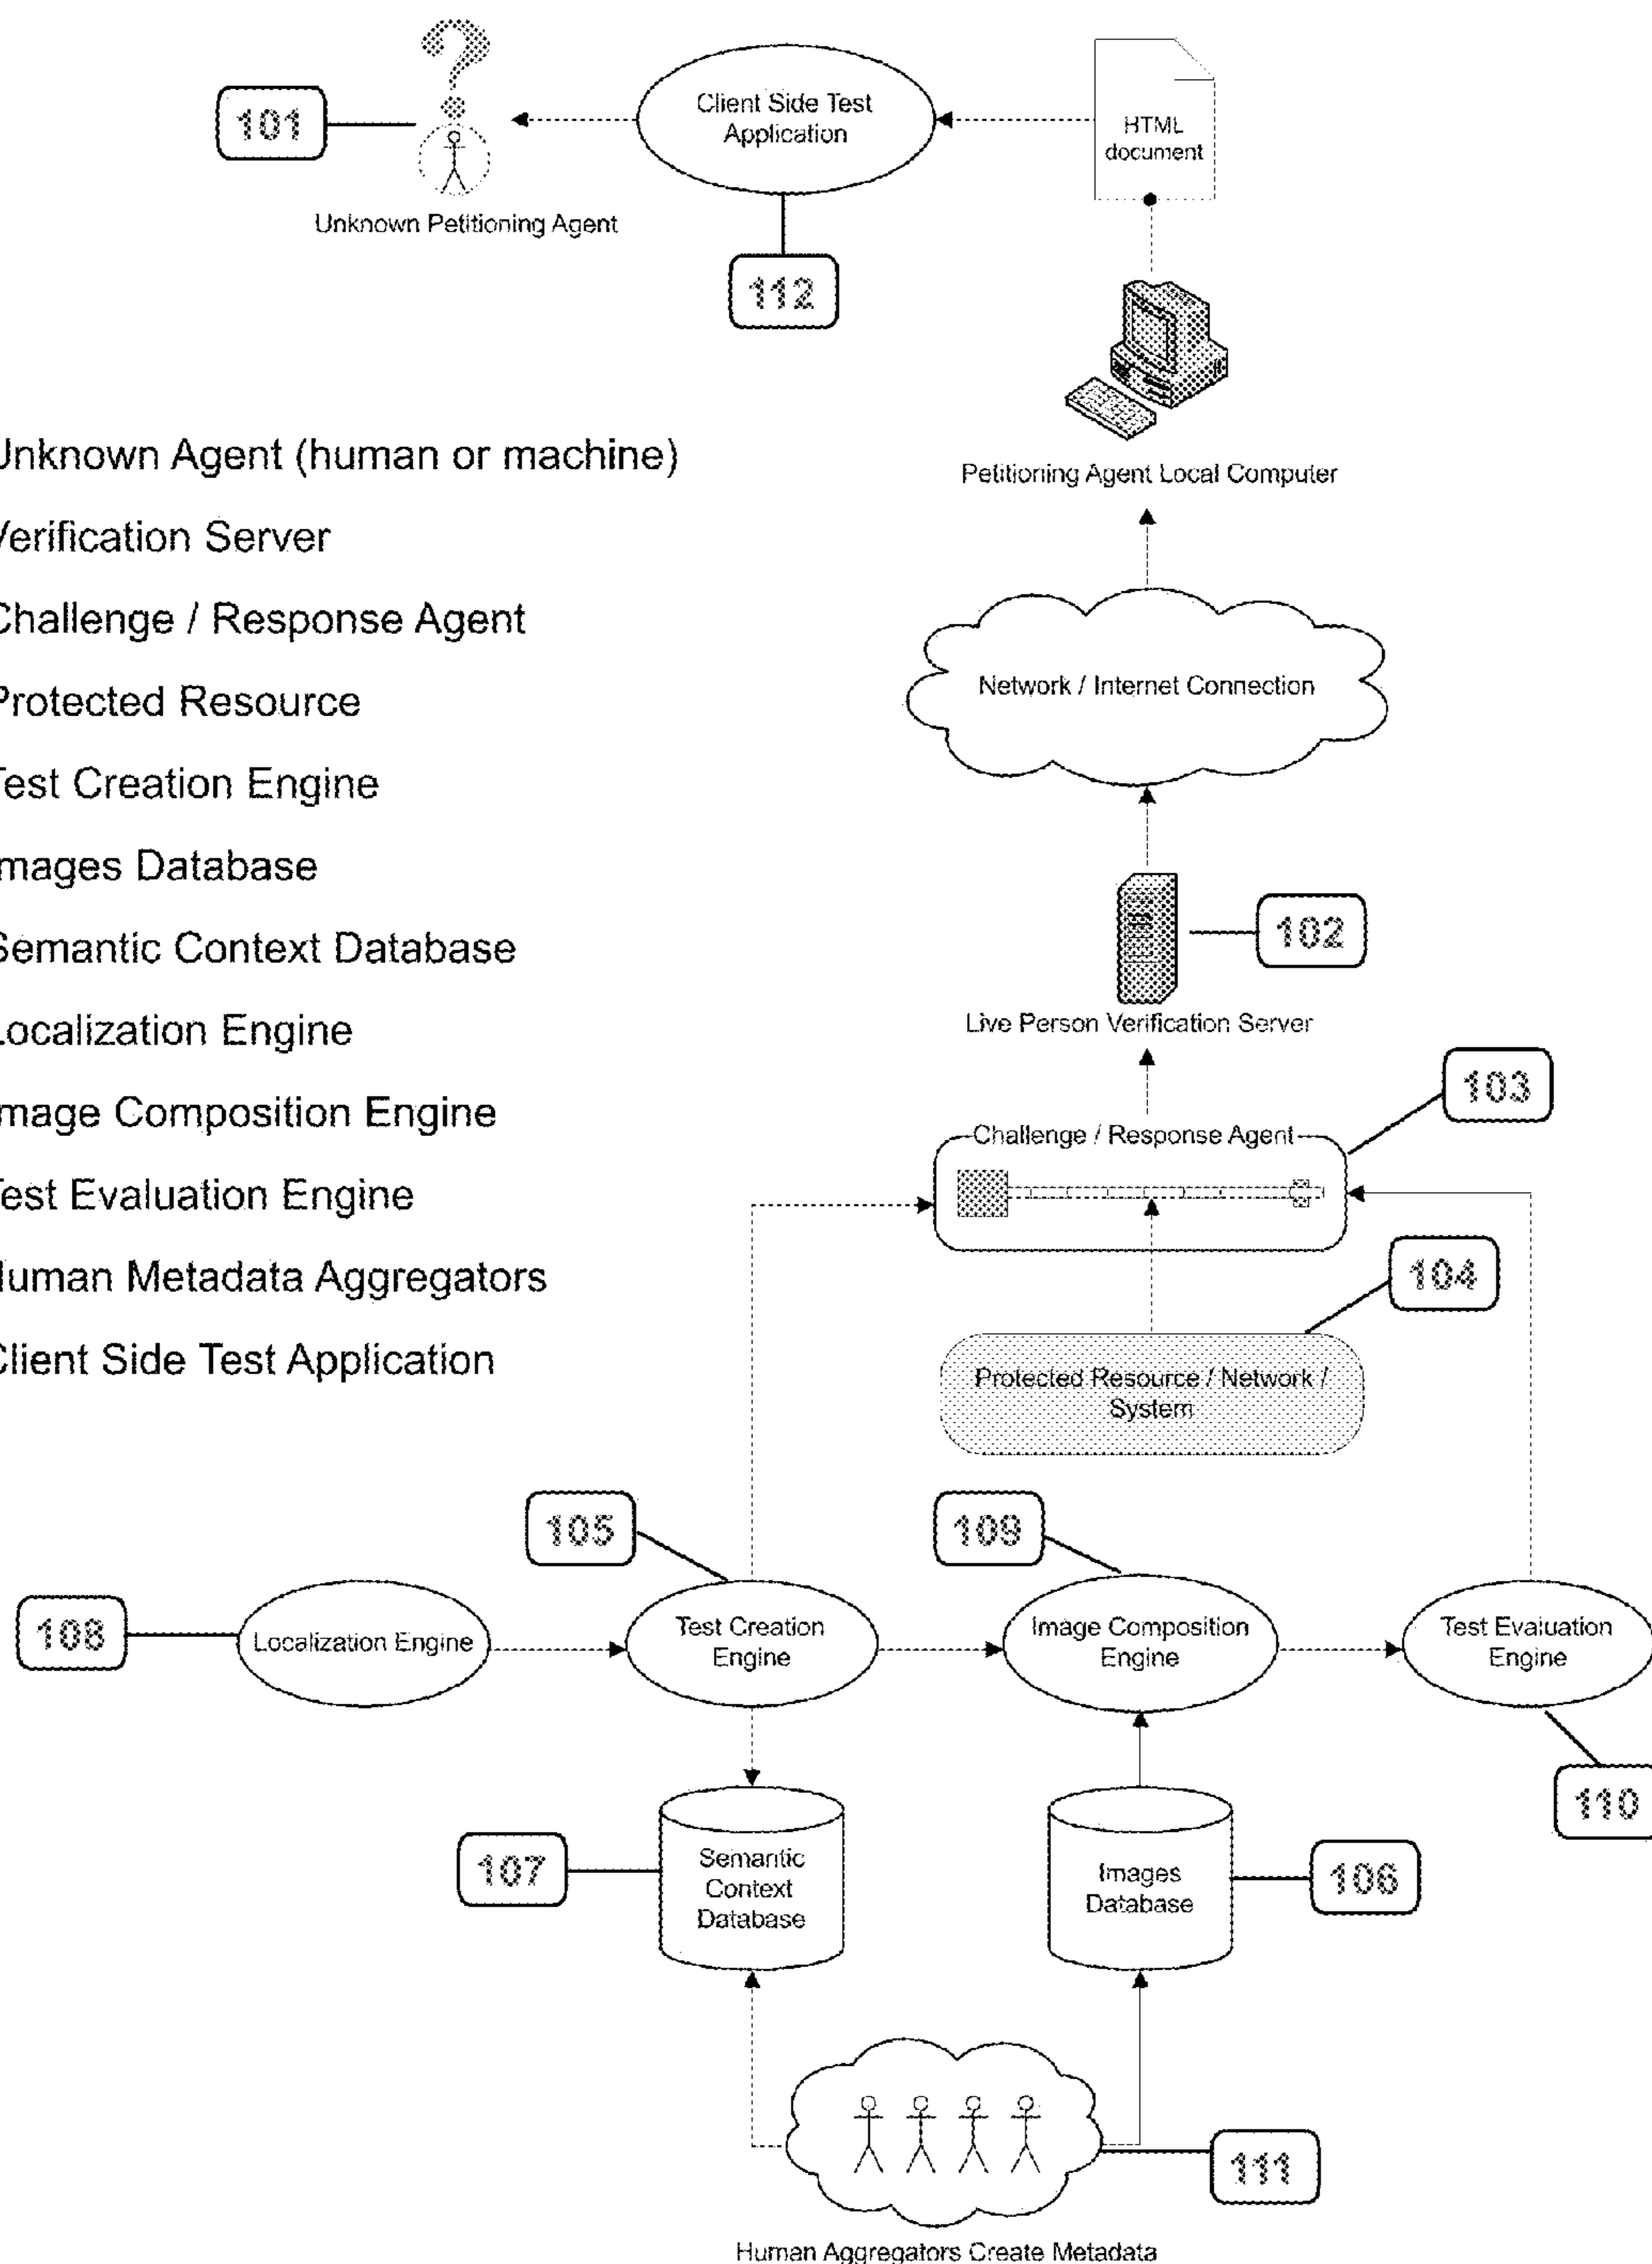 101
Client Side Test
Application
HTML
document
Unknown Petitioning Agent
112
Petitioning Agent Local Computer
Unknown Agent (human or machine)
Verification Server
Challenge / Response Agent
Protected Resource
Test Creation Engine
Images Database
Semantic Context Database
Localization Engine
Image Composition Engine
Test Evaluation Engine
Human Metadata Aggregators
Client Side Test Application
Network / Internet Connection
102
Live Person Verification Server
103
Challenge / Response Agent
104
Protected Resource / Network /
System
105
109
108
Localization Engine
Test Creation
Engine
Image Composition
Engine
Test Evaluation
Engine
110
107
Semantic
Context
Database
Images
Database
106
111
Human Aggregators Create Metadata